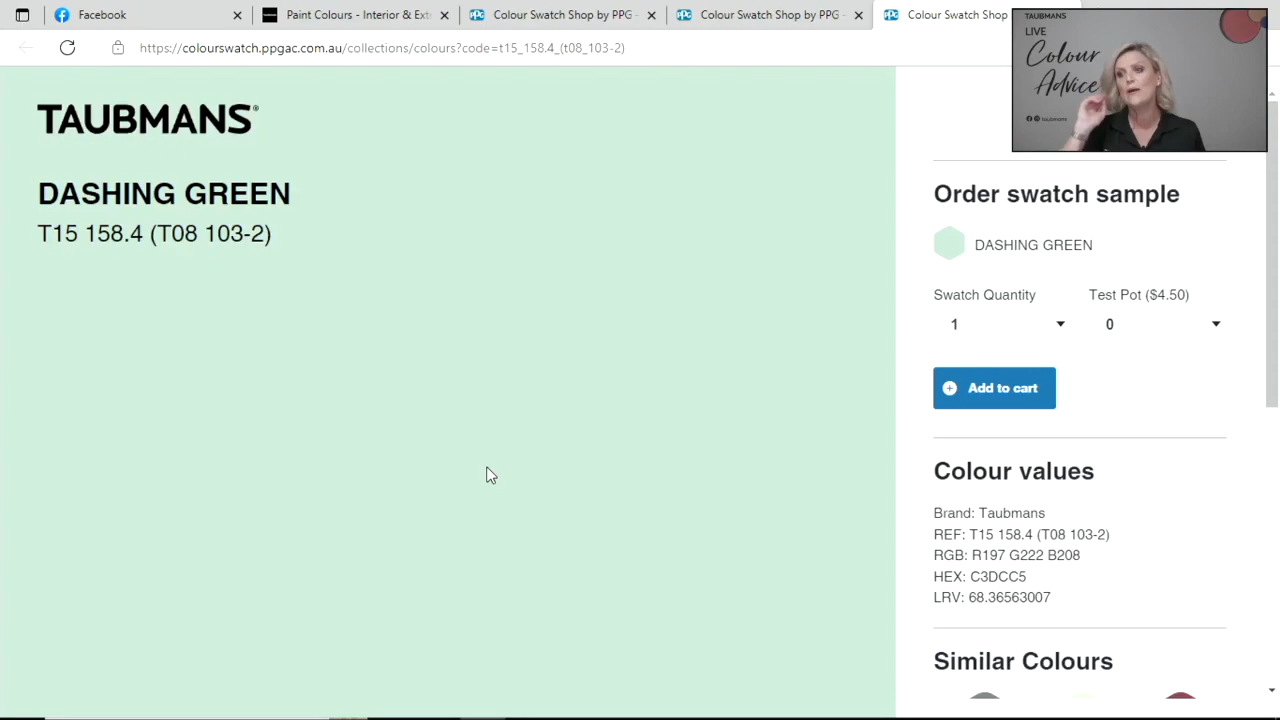 Facebook
Paint Colours - Interior & Ext
Colour Swatch Shop by PPG -
Colour Swatch Shop by PPG -
Colour Swatch Shop
https://colourswatch.ppgac.com.au/collections/colours?code=t15_158.4_(t08_103-2)
TAUBMANS
LIVE
Colour
Advice
taubmans
TAUBMANS®
DASHING GREEN
T15 158.4 (T08 103-2)
Order swatch sample
DASHING GREEN
Swatch Quantity
Test Pot ($4.50)
1
0
Add to cart
Colour values
Brand: Taubmans
REF: T15 158.4 (T08 103-2)
RGB: R197 G222 B208
HEX: C3DCC5
LRV: 68.36563007
Similar Colours